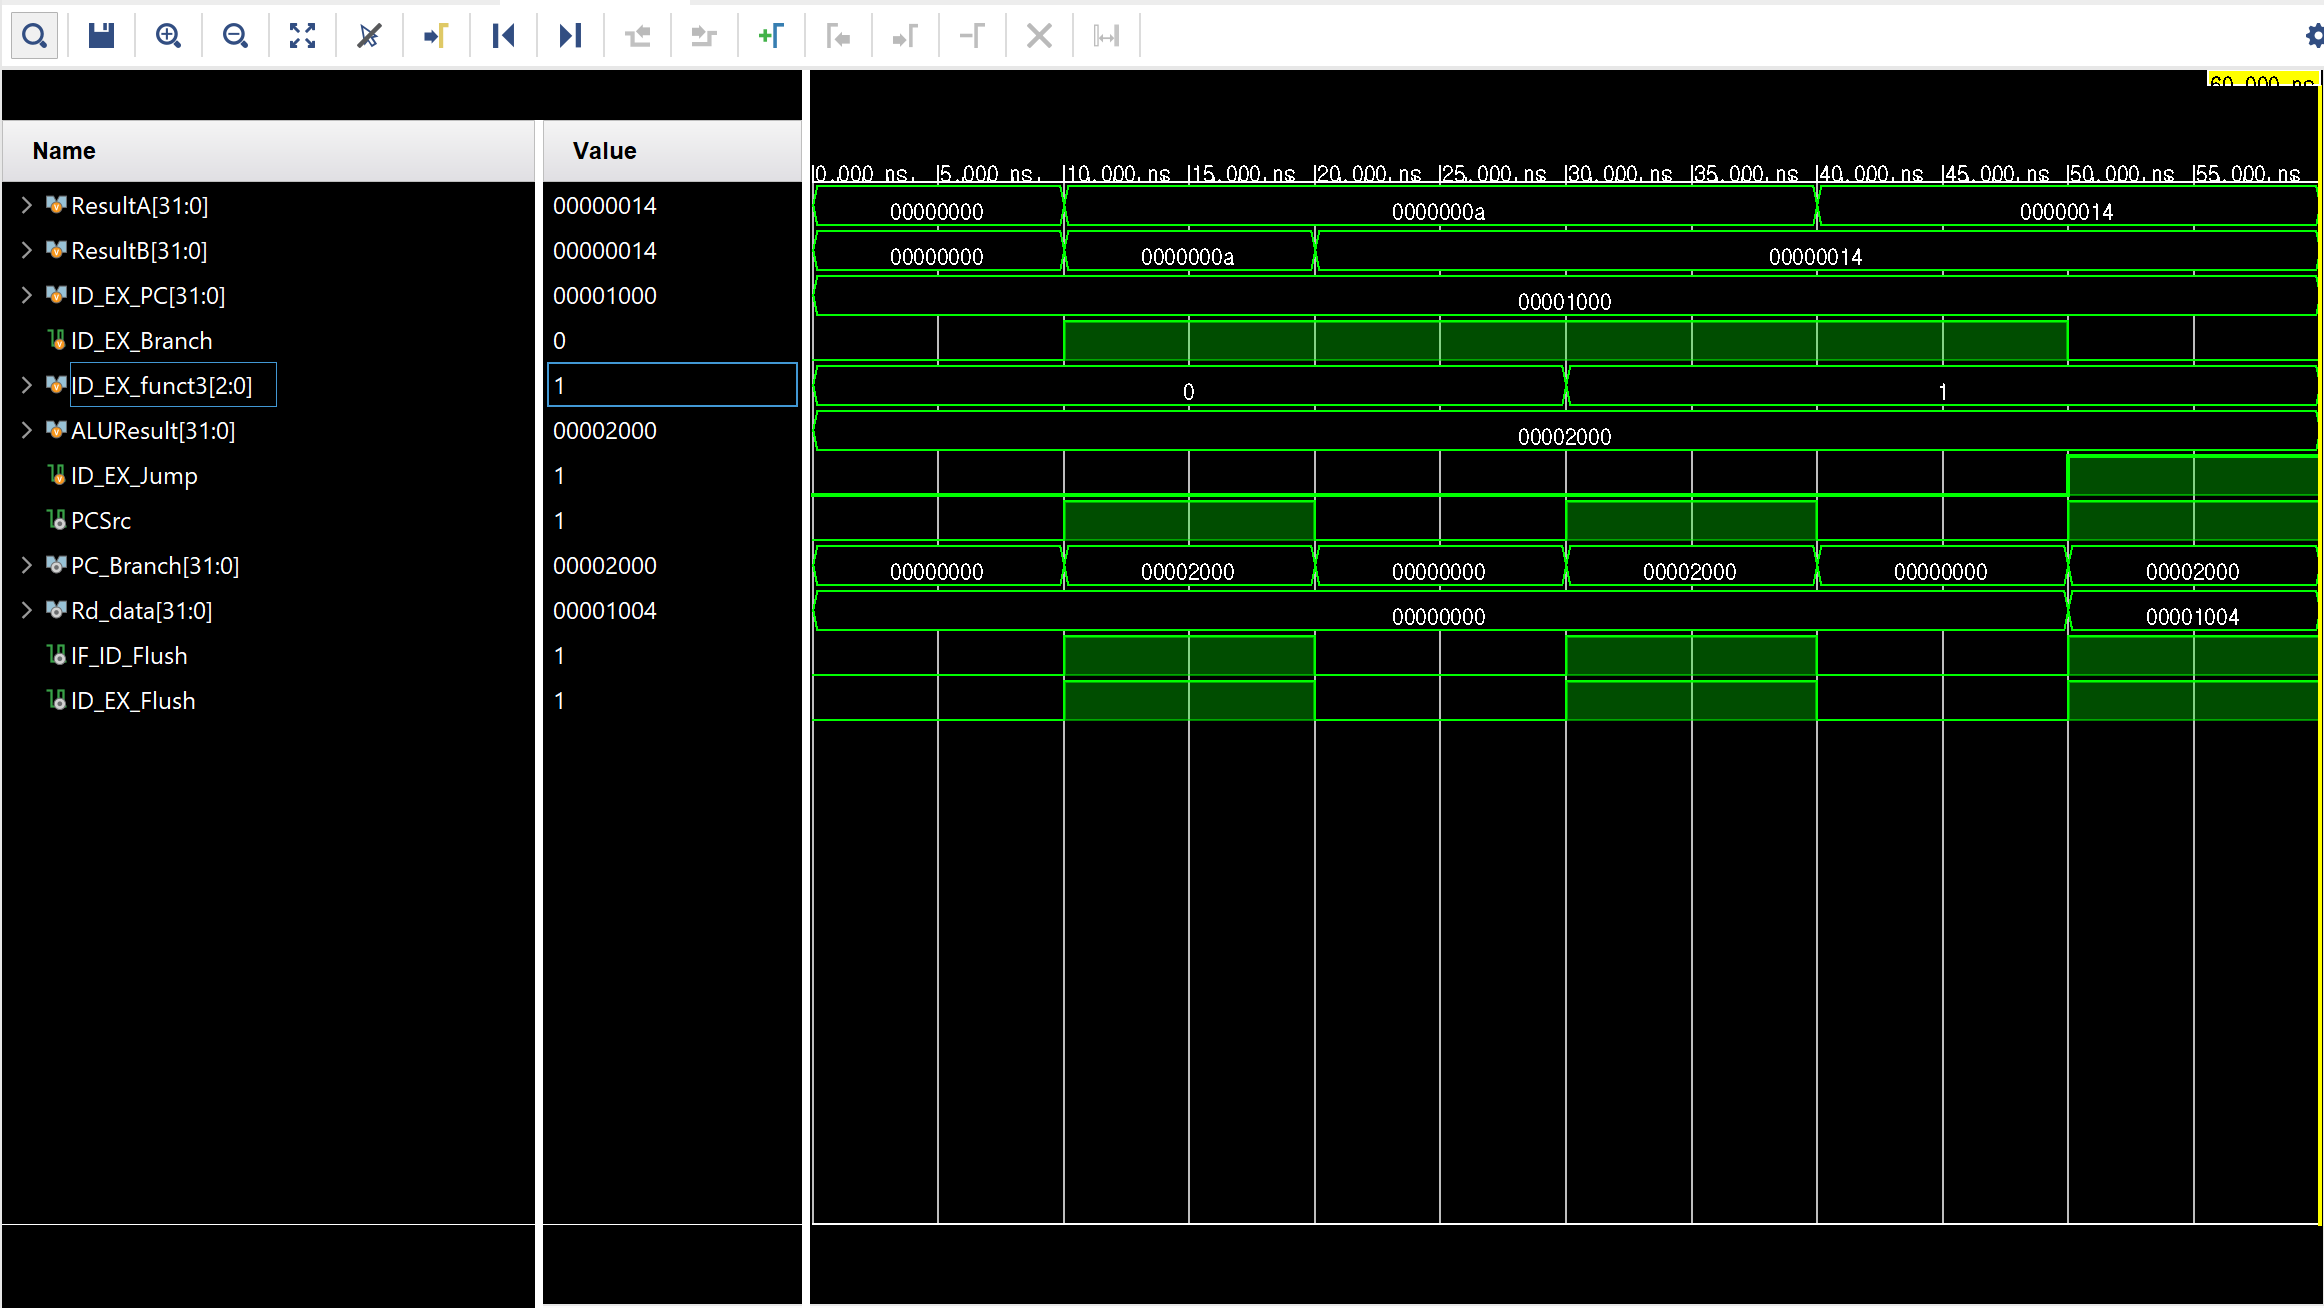 60.000 ns
Name Value
0.000 ns 5.000 ns 10.000 ns 15.000 ns 20.000 ns 25.000 ns 30.000 ns 35.000 ns 40.000 ns 45.000 ns 50.000 ns 55.000 ns
ResultA[31:0] 00000014 00000000 0000000a 00000014
ResultB[31:0] 00000014 00000000 0000000a 00000014
ID_EX_PC[31:0] 00001000 00001000
ID_EX_Branch 0
ID_EX_funct3[2:0] 1 0 1
ALUResult[31:0] 00002000 00002000
ID_EX_Jump 1
PCSrc 1
PC_Branch[31:0] 00002000 00000000 00002000 00000000 00002000 00000000 00002000
Rd_data[31:0] 00001004 00000000 00001004
IF_ID_Flush 1
ID_EX_Flush 1